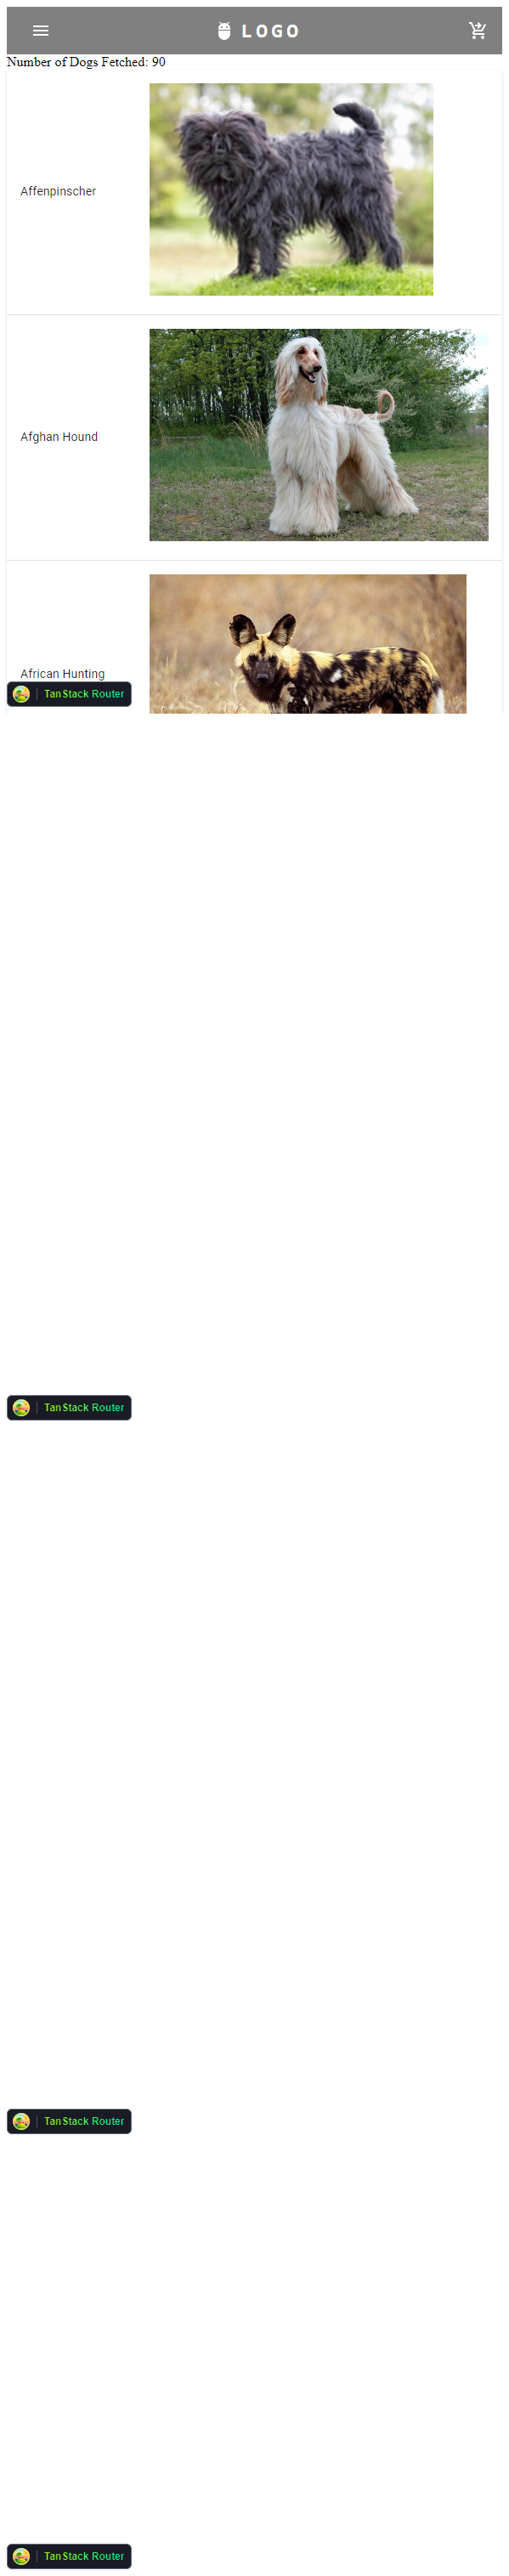 LOGO
Number of Dogs Fetched: 90
Affenpinscher
Afghan Hound
African Hunting
TanStack Router
TanStack Router
TanStack Router
TanStack Router